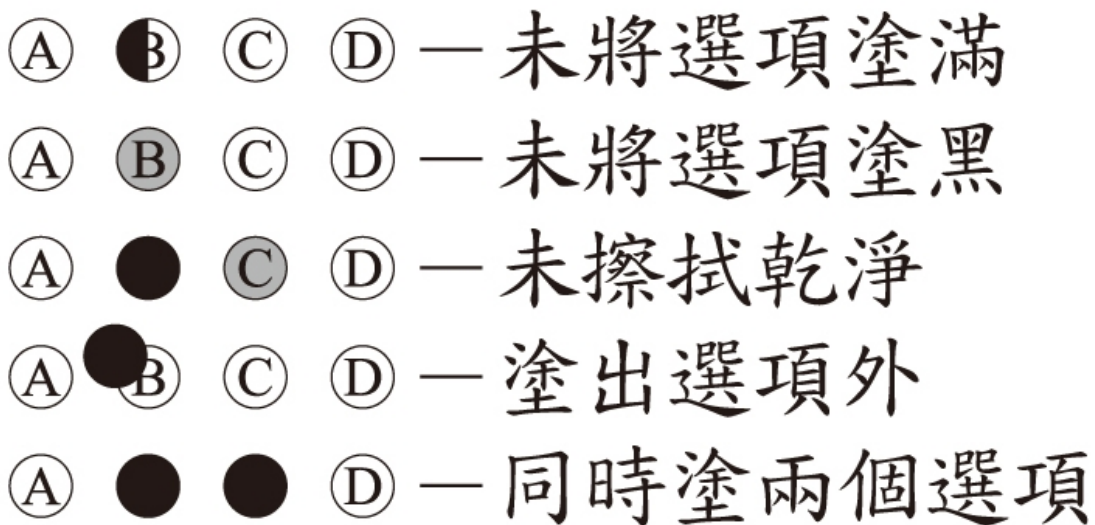 Ⓐ Ⓑ Ⓒ Ⓓ — 未將選項塗滿
Ⓐ Ⓑ Ⓒ Ⓓ — 未將選項塗黑
Ⓐ ● Ⓒ Ⓓ — 未擦拭乾淨
Ⓐ ●Ⓑ Ⓒ Ⓓ — 塗出選項外
Ⓐ ● ● Ⓓ — 同時塗兩個選項